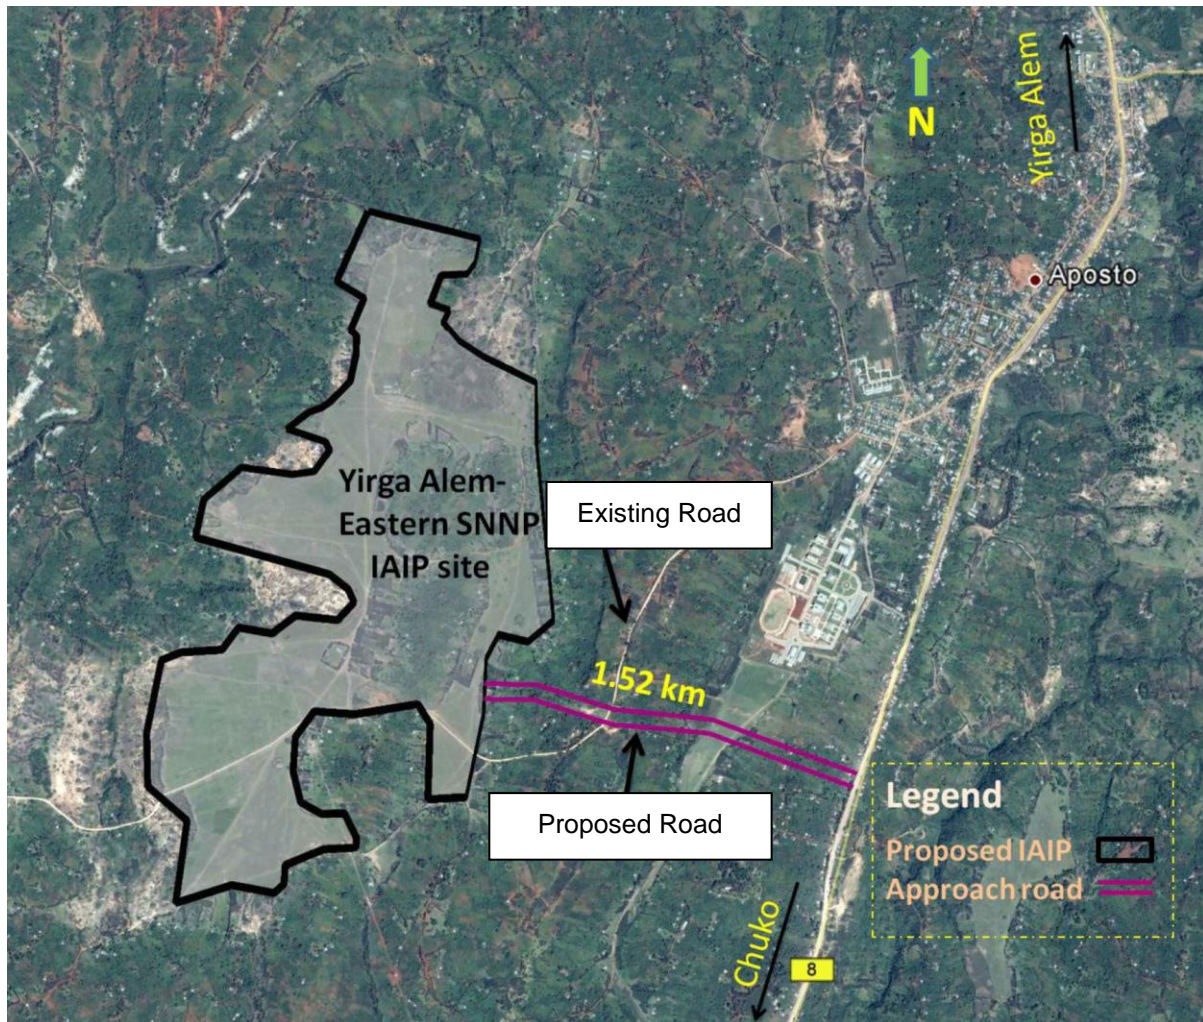 Yirga Alem
N
Aposto
Yirga Alem-
Eastern SNNP
IAIP site
Existing Road
1.52 km
Proposed Road
Legend
Proposed IAIP
Approach road
Chuko
8